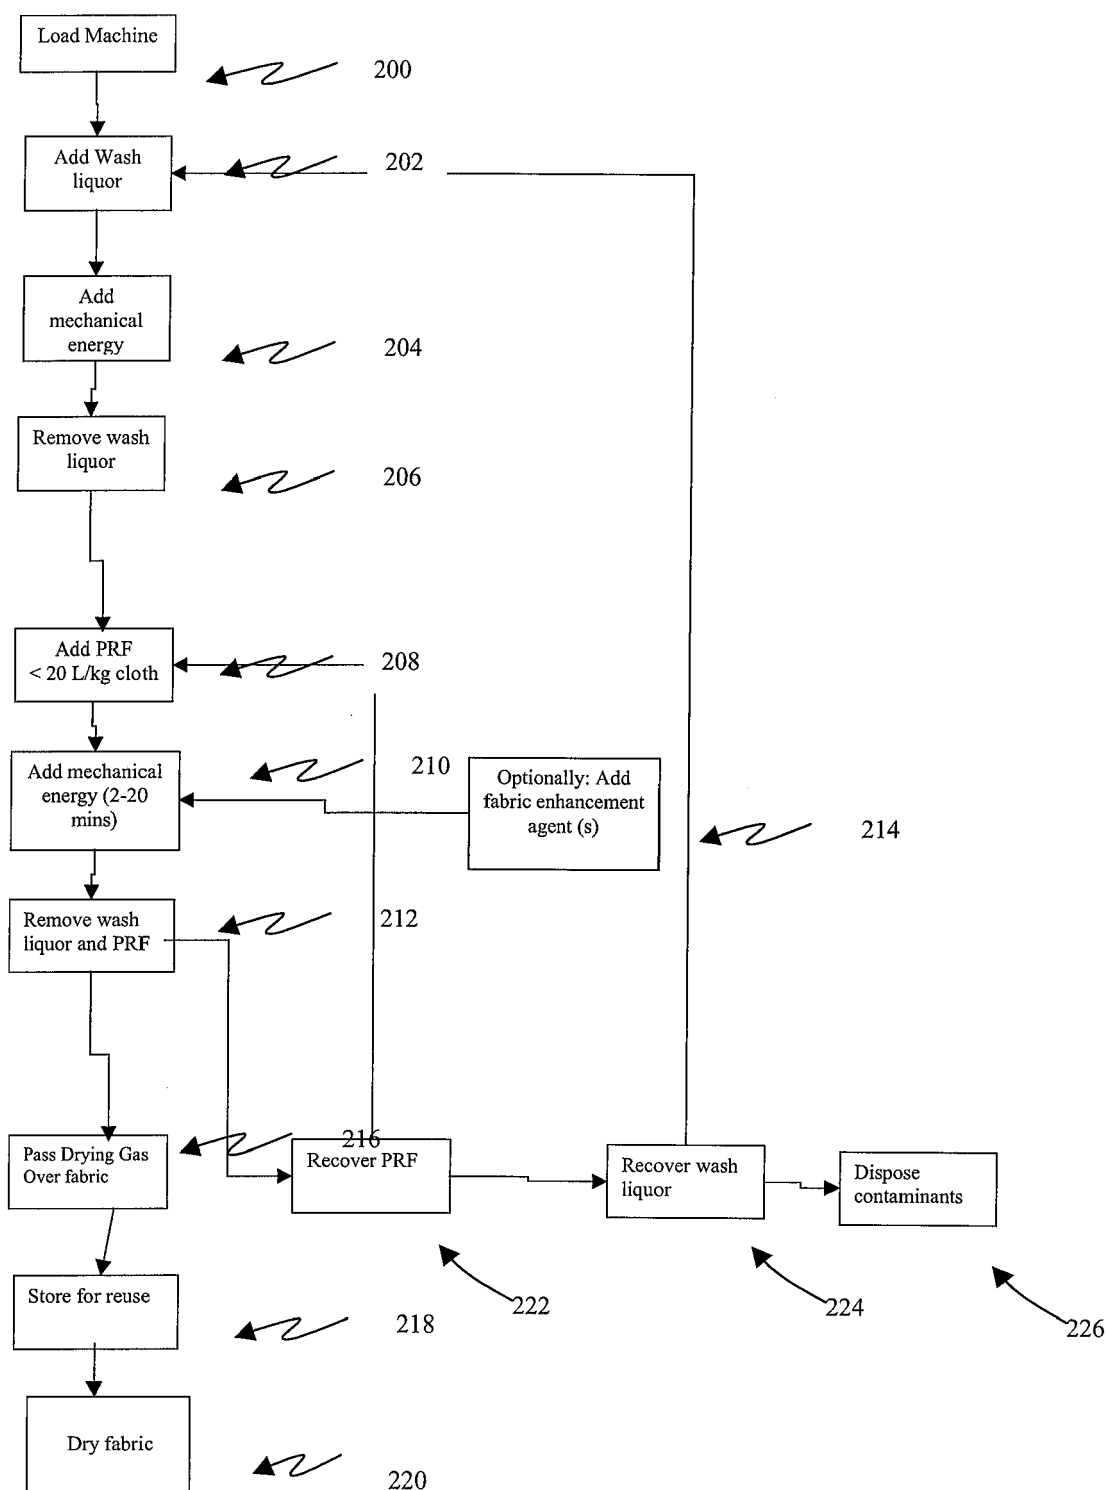 Load Machine
200
Add Wash
liquor
202
Add
mechanical
energy
204
Remove wash
liquor
206
Add PRF
< 20 L/kg cloth
208
Add mechanical
energy (2-20
mins)
210
Optionally: Add
fabric enhancement
agent (s)
214
Remove wash
liquor and PRF
212
Pass Drying Gas
Over fabric
216
Recover PRF
Recover wash
liquor
Dispose
contaminants
222
224
226
Store for reuse
218
Dry fabric
220